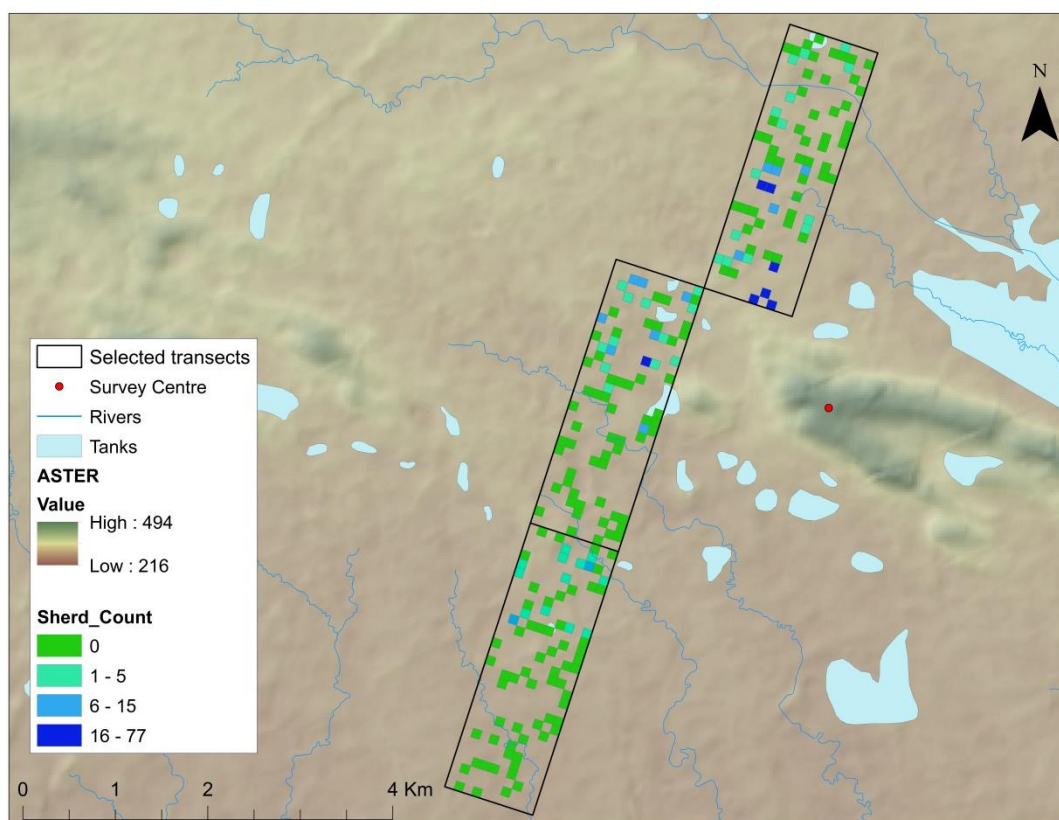 N
Selected transects
Survey Centre
Rivers
Tanks
ASTER
Value
High : 494
Low : 216
Sherd_Count
0
1 - 5
6 - 15
16 - 77
0 1 2 4 Km